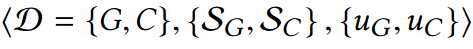 ⟨𝒟 = {G, C}, {𝒮_G, 𝒮_C}, {u_G, u_C}⟩